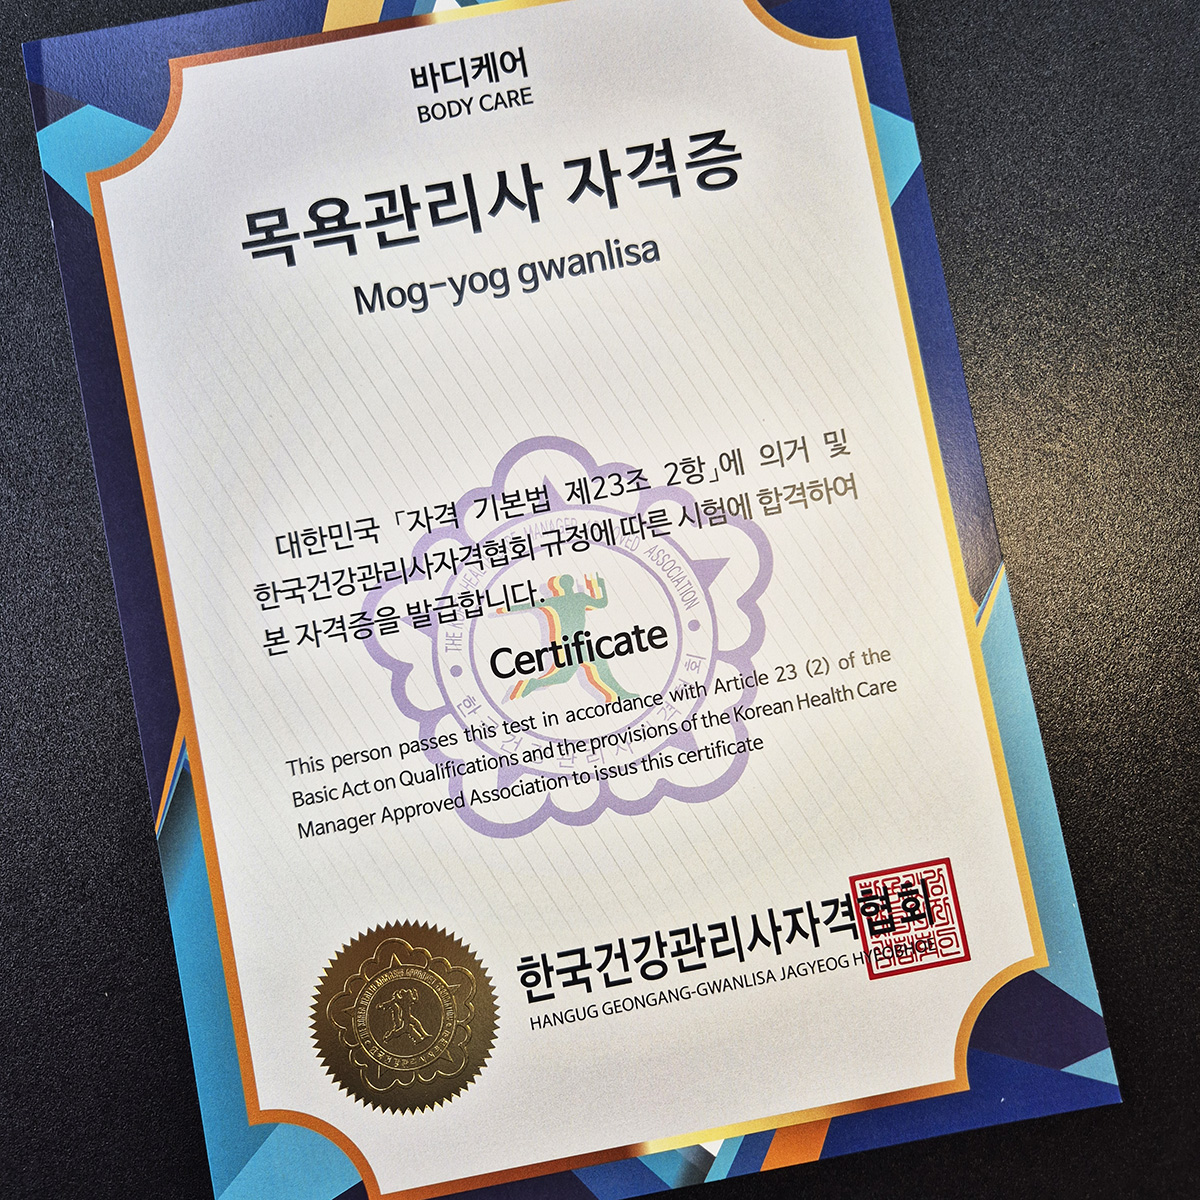 바디케어
BODY CARE
목욕관리사 자격증
Mog-yog gwanlisa
대한민국 「자격 기본법 제23조 2항」에 의거 및
한국건강관리사자격협회 규정에 따른 시험에 합격하여
본 자격증을 발급합니다.
Certificate
This person passes this test in accordance with Article 23 (2) of the
Basic Act on Qualifications and the provisions of the Korean Health Care
Manager Approved Association to issus this certificate
한국건강관리사자격협회
HANGUG GEONGANG-GWANLISA JAGYEOG